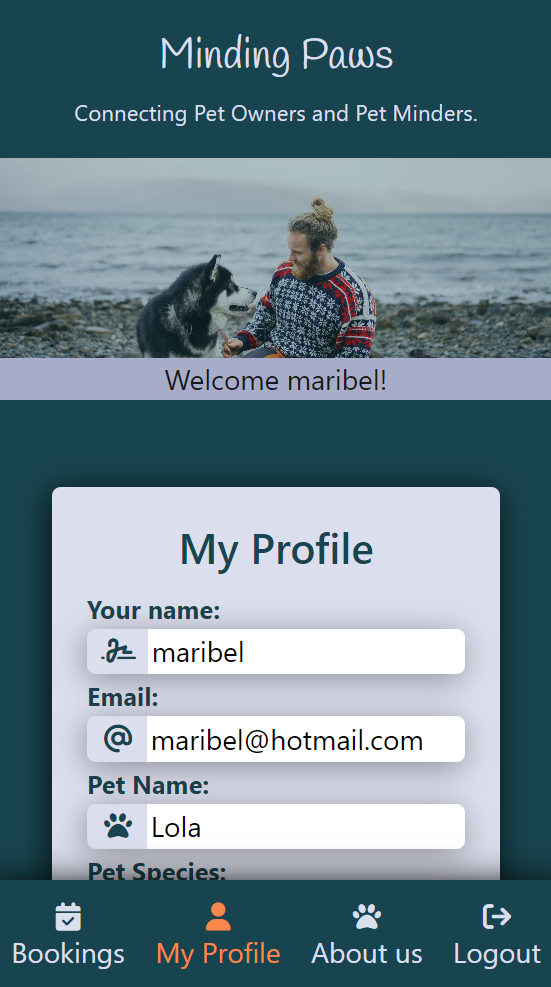 Minding Paws
Connecting Pet Owners and Pet Minders.
Welcome maribel!
My Profile
Your name:
maribel
Email:
maribel@hotmail.com
Pet Name:
Lola
Pet Species:
Bookings My Profile About us Logout